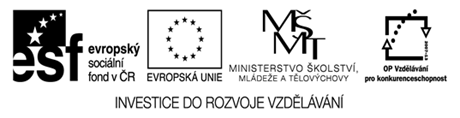 esf evropský
sociální
fond v ČR
EVROPSKÁ UNIE
MŠMT
MINISTERSTVO ŠKOLSTVÍ,
MLÁDEŽE A TĚLOVÝCHOVY
OP Vzdělávání
pro konkurenceschopnost
INVESTICE DO ROZVOJE VZDĚLÁVÁNÍ